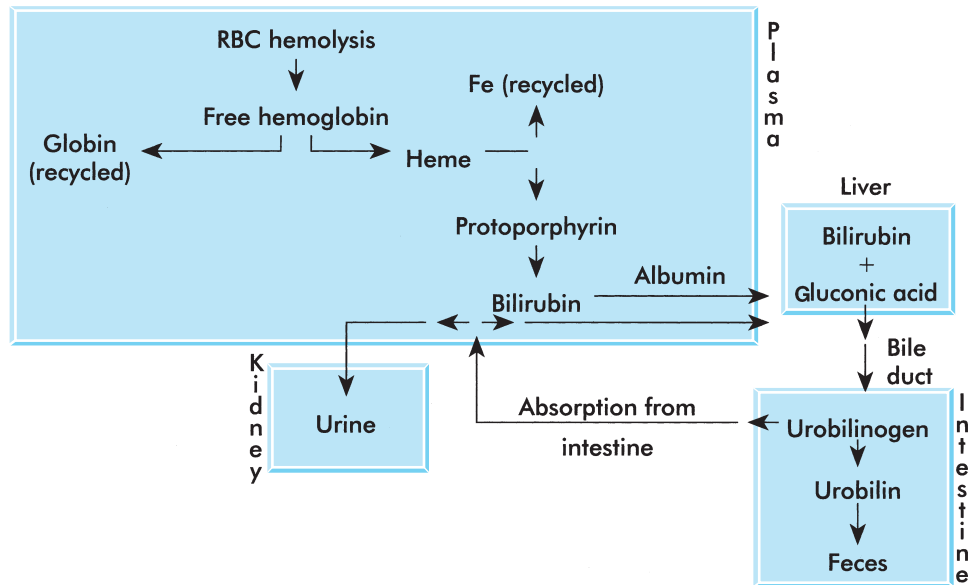 RBC hemolysis
Free hemoglobin
Globin
(recycled)
Heme
Fe (recycled)
Protoporphyrin
Bilirubin
Albumin
Plasma
Liver
Bilirubin
+
Gluconic acid
Bile
duct
Kidney
Urine
Absorption from
intestine
Urobilinogen
Urobilin
Feces
Intestine